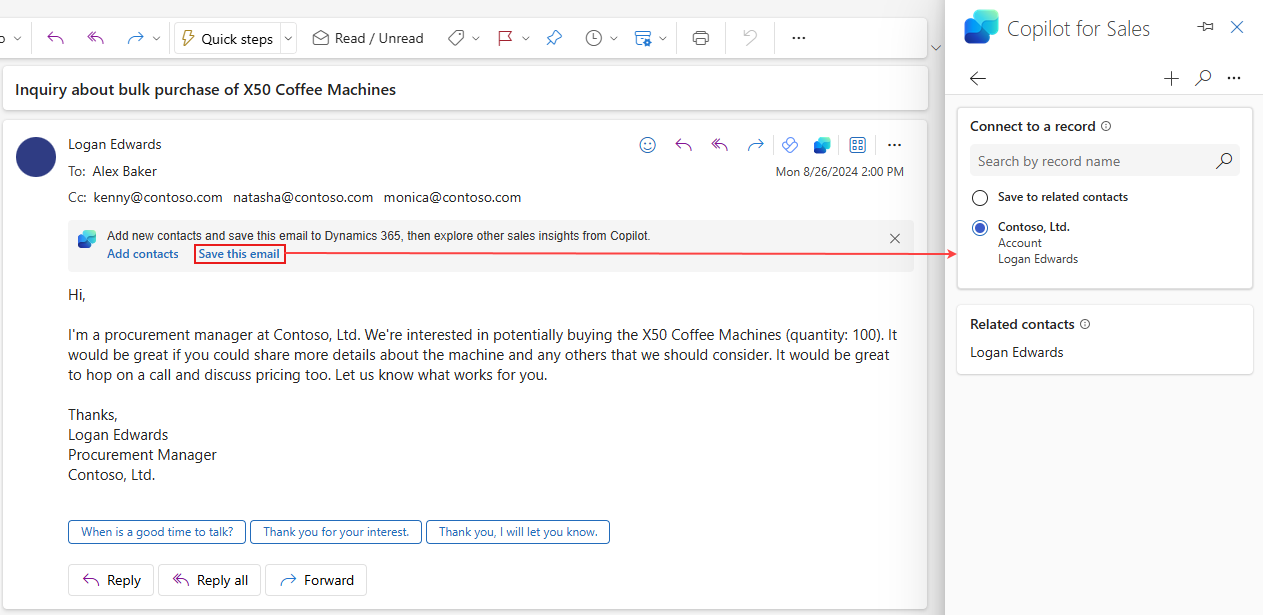 Quick steps
Read / Unread
Inquiry about bulk purchase of X50 Coffee Machines
Logan Edwards
To: Alex Baker
Mon 8/26/2024 2:00 PM
Cc: kenny@contoso.com natasha@contoso.com monica@contoso.com
Add new contacts and save this email to Dynamics 365, then explore other sales insights from Copilot.
Add contacts Save this email
Hi,
I'm a procurement manager at Contoso, Ltd. We're interested in potentially buying the X50 Coffee Machines (quantity: 100). It
would be great if you could share more details about the machine and any others that we should consider. It would be great
to hop on a call and discuss pricing too. Let us know what works for you.
Thanks,
Logan Edwards
Procurement Manager
Contoso, Ltd.
When is a good time to talk? Thank you for your interest. Thank you, I will let you know.
Reply Reply all Forward
Copilot for Sales
Connect to a record
Search by record name
Save to related contacts
Contoso, Ltd.
Account
Logan Edwards
Related contacts
Logan Edwards